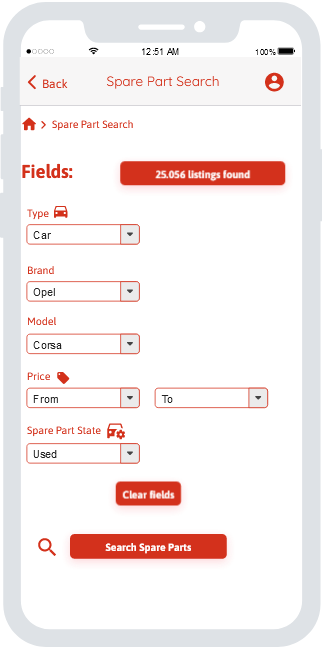 12:51 AM
100%
Back
Spare Part Search
Spare Part Search
Fields:
25.056 listings found
Type
Car
Brand
Opel
Model
Corsa
Price
From
To
Spare Part State
Used
Clear fields
Search Spare Parts